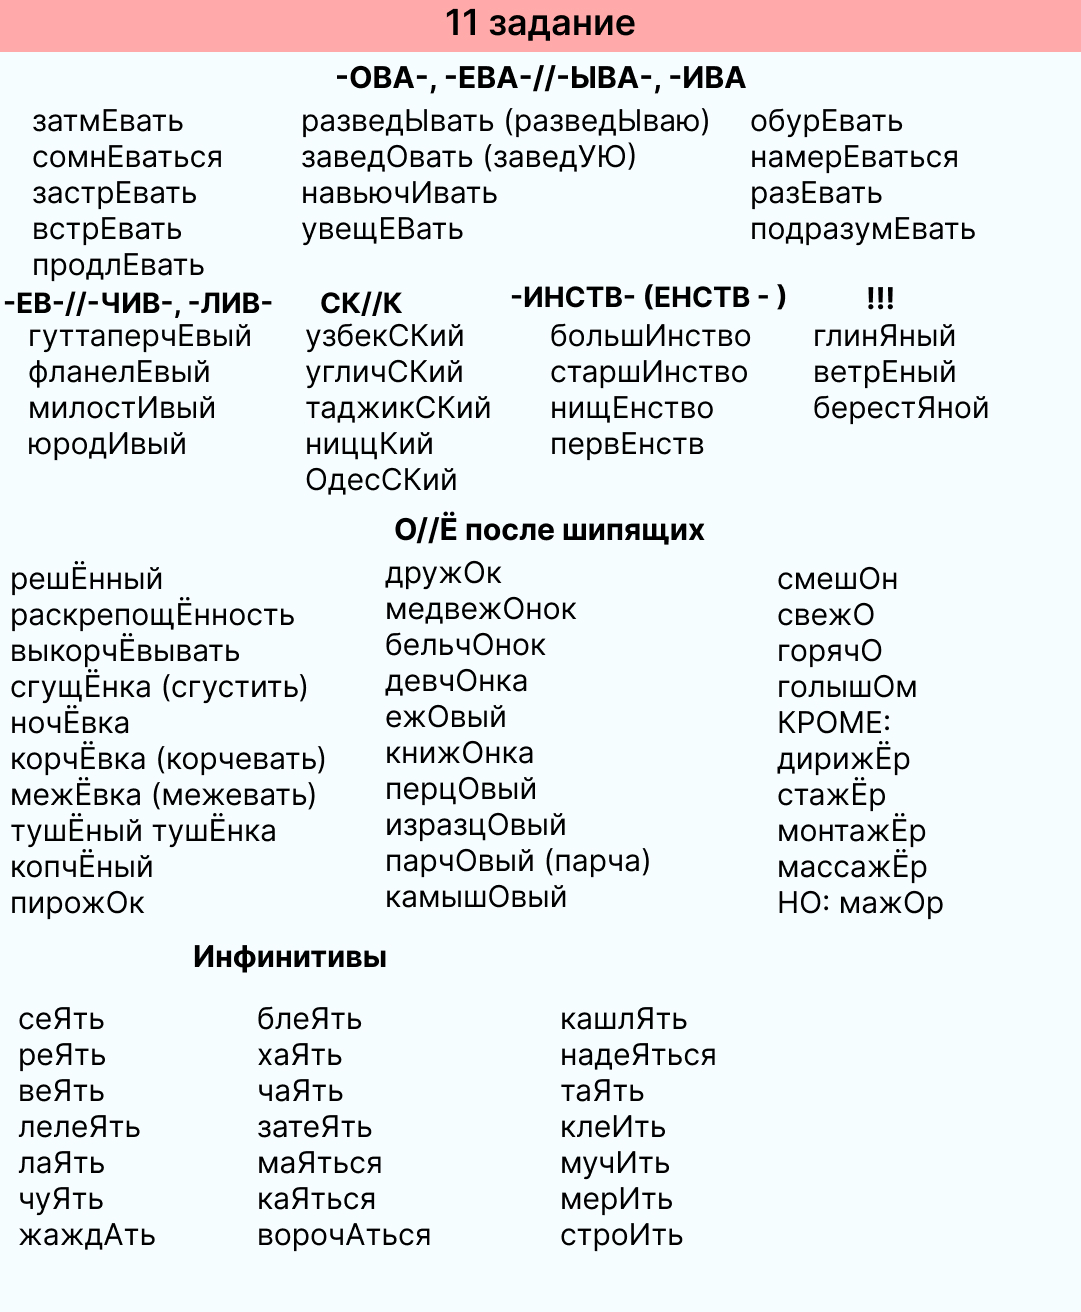 11 задание
-ОВА-, -ЕВА-//-ЫВА-, -ИВА
затмЕвать
сомнЕваться
застрЕвать
встрЕвать
продлЕвать
разведЫвать (разведЫваю)
заведОвать (заведУЮ)
навьючИвать
увещЕВать
обурЕвать
намерЕваться
разЕвать
подразумЕвать
-ЕВ-//-ЧИВ-, -ЛИВ-
гуттаперчЕвый
фланелЕвый
милостИвый
юродИвый
СК//К
узбекСКий
угличСКий
таджикСКий
ниццКий
ОдесСКий
-ИНСТВ- (ЕНСТВ - )
большИнство
старшИнство
нищЕнство
первЕнств
!!!
глинЯный
ветрЕный
берестЯной
О//Ё после шипящих
решЁнный
раскрепощЁнность
выкорчЁвывать
сгущЁнка (сгустить)
ночЁвка
корчЁвка (корчевать)
межЁвка (межевать)
тушЁный тушЁнка
копчЁный
пирожОк
дружОк
медвежОнок
бельчОнок
девчОнка
ежОвый
книжОнка
перцОвый
изразцОвый
парчОвый (парча)
камышОвый
смешОн
свежО
горячО
голышОм
КРОМЕ:
дирижЁр
стажЁр
монтажЁр
массажЁр
НО: мажОр
Инфинитивы
сеЯть
реЯть
веЯть
лелеЯть
лаЯть
чуЯть
жаждАть
блеЯть
хаЯть
чаЯть
затеЯть
маЯться
каЯться
ворочАться
кашлЯть
надеЯться
таЯть
клеИть
мучИть
мерИть
строИть